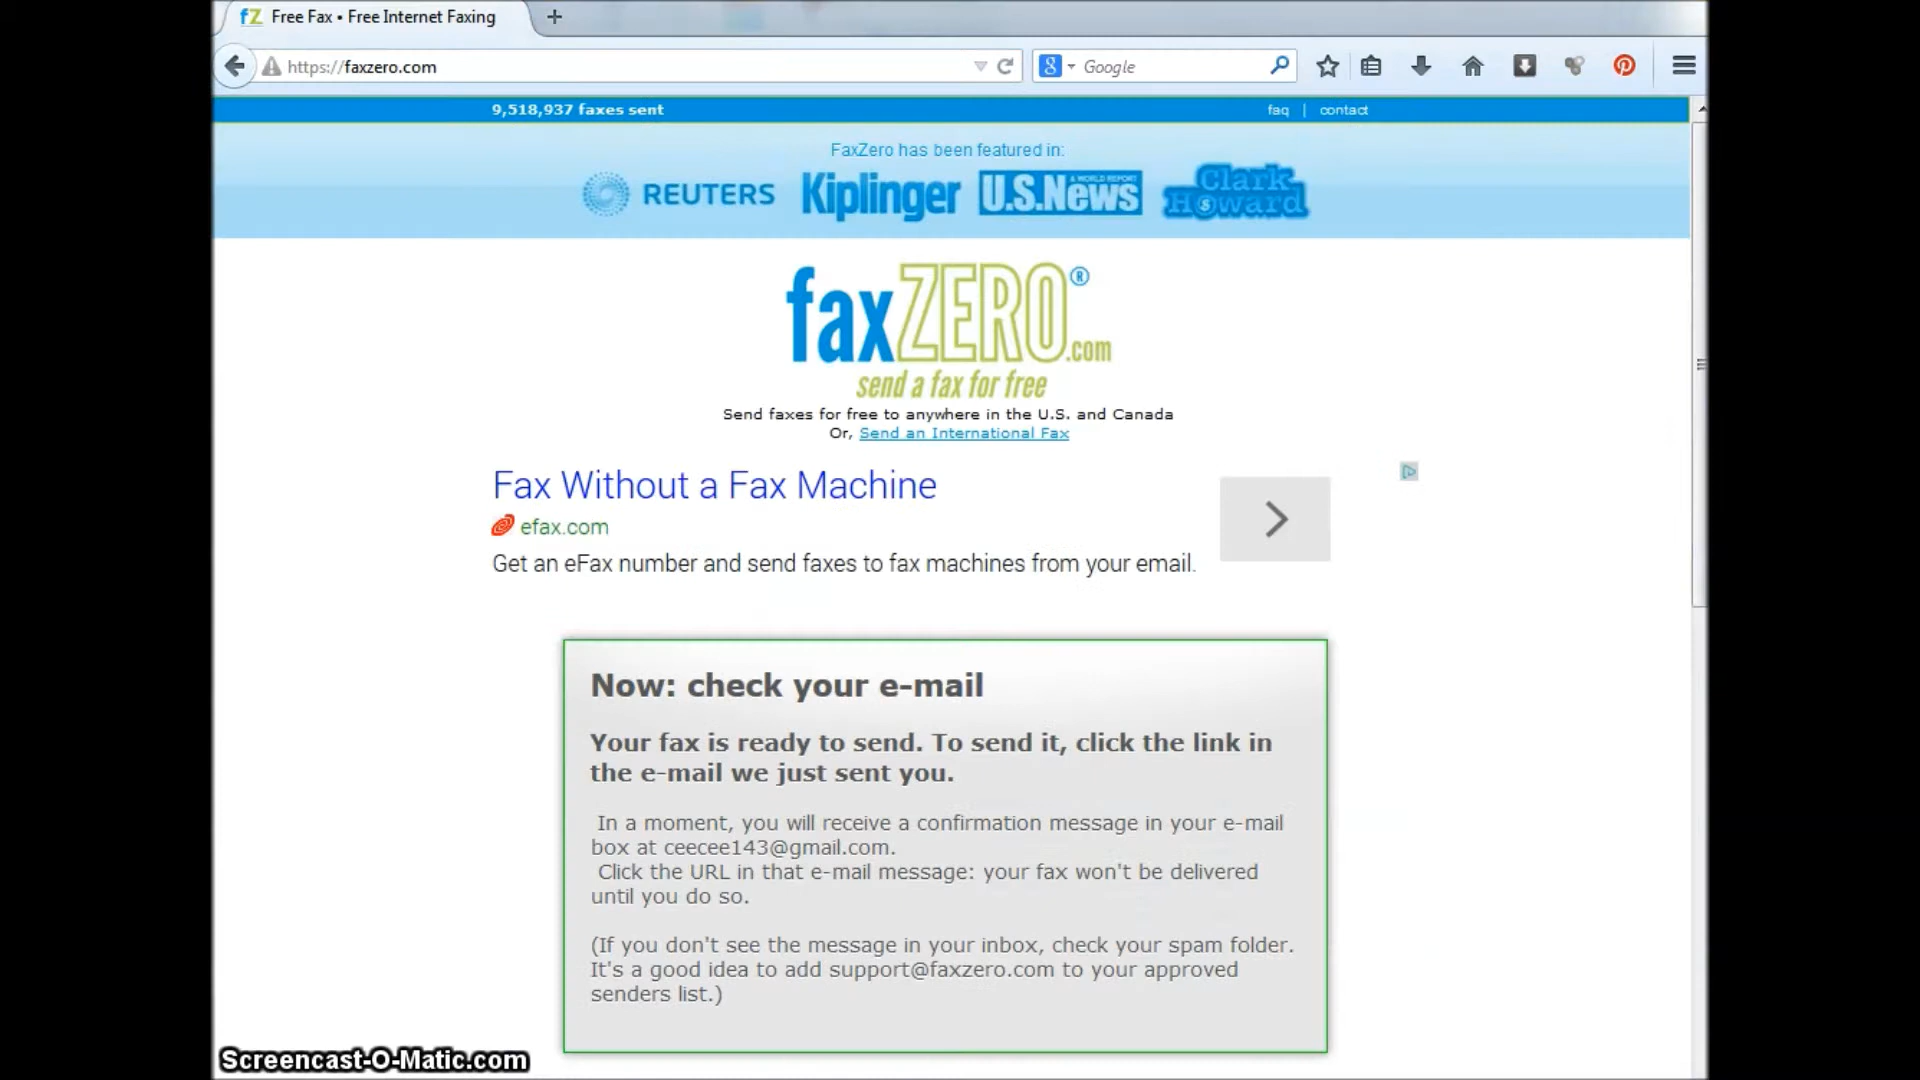 Free Fax • Free Internet Faxing
https://faxzero.com
Google
9,518,937 faxes sent
faq | contact
FaxZero has been featured in:
REUTERS Kiplinger U.S.News & WORLD REPORT Clark Howard
faxZERO.com®
send a fax for free
Send faxes for free to anywhere in the U.S. and Canada
Or, Send an International Fax
Fax Without a Fax Machine
efax.com
Get an eFax number and send faxes to fax machines from your email.
Now: check your e-mail
Your fax is ready to send. To send it, click the link in
the e-mail we just sent you.
In a moment, you will receive a confirmation message in your e-mail
box at ceecee143@gmail.com.
Click the URL in that e-mail message: your fax won't be delivered
until you do so.
(If you don't see the message in your inbox, check your spam folder.
It's a good idea to add support@faxzero.com to your approved
senders list.)
Screencast-O-Matic.com